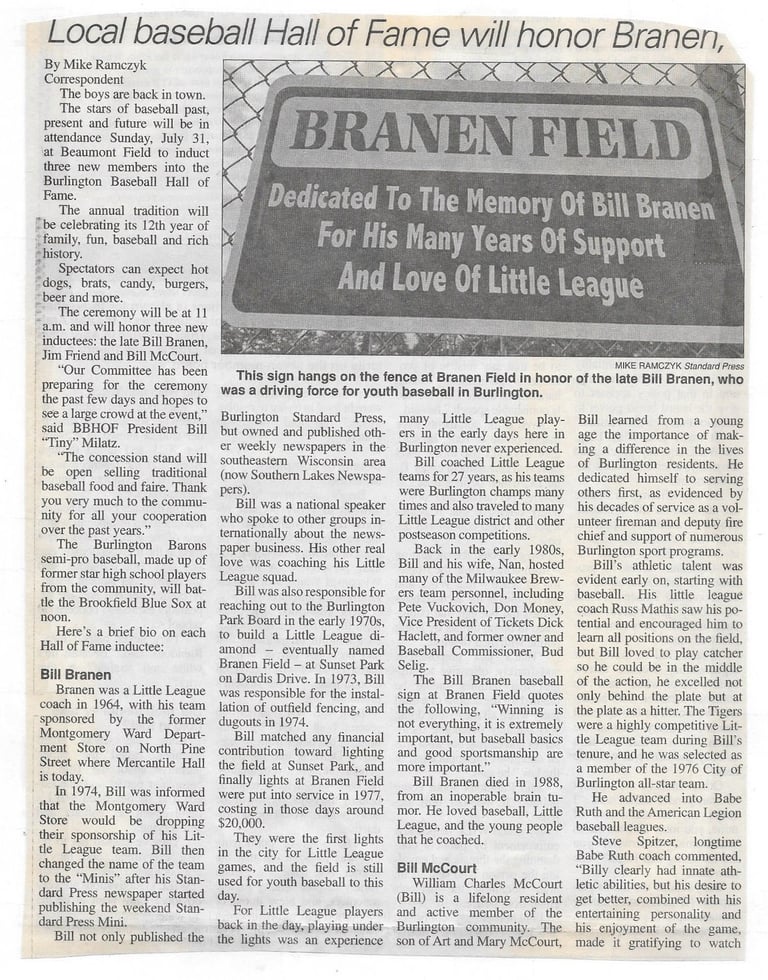 Local baseball Hall of Fame will honor Branen,
By Mike Ramczyk
Correspondent
The boys are back in town.
The stars of baseball past,
present and future will be in
attendance Sunday, July 31,
at Beaumont Field to induct
three new members into the
Burlington Baseball Hall of
Fame.
The annual tradition will
be celebrating its 12th year of
family, fun, baseball and rich
history.
Spectators can expect hot
dogs, brats, candy, burgers,
beer and more.
The ceremony will be at 11
a.m. and will honor three new
inductees: the late Bill Branen,
Jim Friend and Bill McCourt.
"Our Committee has been
preparing for the ceremony
the past few days and hopes to
see a large crowd at the event,"
said BBHOF President Bill
"Tiny" Milatz.
"The concession stand will
be open selling traditional
baseball food and faire. Thank
you very much to the commu-
nity for all your cooperation
over the past years."
The Burlington Barons
semi-pro baseball, made up of
former star high school players
from the community, will bat-
tle the Brookfield Blue Sox at
noon.
Here's a brief bio on each
Hall of Fame inductee:
Bill Branen
Branen was a Little League
coach in 1964, with his team
sponsored by the former
Montgomery Ward Depart-
ment Store on North Pine
Street where Mercantile Hall
is today.
In 1974, Bill was informed
that the Montgomery Ward
Store would be dropping
their sponsorship of his Lit-
tle League team. Bill then
changed the name of the team
to the "Minis" after his Stan-
dard Press newspaper started
publishing the weekend Stan-
dard Press Mini.
Bill not only published the
BRANEN FIELD
Dedicated To The Memory Of Bill Branen
For His Many Years Of Support
And Love Of Little League
MIKE RAMCZYK Standard Press
This sign hangs on the fence at Branen Field in honor of the late Bill Branen, who
was a driving force for youth baseball in Burlington.
Burlington Standard Press,
but owned and published oth-
er weekly newspapers in the
southeastern Wisconsin area
(now Southern Lakes Newspa-
pers).
Bill was a national speaker
who spoke to other groups in-
ternationally about the news-
paper business. His other real
love was coaching his Little
League squad.
Bill was also responsible for
reaching out to the Burlington
Park Board in the early 1970s,
to build a Little League di-
amond – eventually named
Branen Field – at Sunset Park
on Dardis Drive. In 1973, Bill
was responsible for the instal-
lation of outfield fencing, and
dugouts in 1974.
Bill matched any financial
contribution toward lighting
the field at Sunset Park, and
finally lights at Branen Field
were put into service in 1977,
costing in those days around
$20,000.
They were the first lights
in the city for Little League
games, and the field is still
used for youth baseball to this
day.
For Little League players
back in the day, playing under
the lights was an experience
many Little League play-
ers in the early days here in
Burlington never experienced.
Bill coached Little League
teams for 27 years, as his teams
were Burlington champs many
times and also traveled to many
Little League district and other
postseason competitions.
Back in the early 1980s,
Bill and his wife, Nan, hosted
many of the Milwaukee Brew-
ers team personnel, including
Pete Vuckovich, Don Money,
Vice President of Tickets Dick
Haclett, and former owner and
Baseball Commissioner, Bud
Selig.
The Bill Branen baseball
sign at Branen Field quotes
the following, "Winning is
not everything, it is extremely
important, but baseball basics
and good sportsmanship are
more important."
Bill Branen died in 1988,
from an inoperable brain tu-
mor. He loved baseball, Little
League, and the young people
that he coached.
Bill McCourt
William Charles McCourt
(Bill) is a lifelong resident
and active member of the
Burlington community. The
son of Art and Mary McCourt,
Bill learned from a young
age the importance of mak-
ing a difference in the lives
of Burlington residents. He
dedicated himself to serving
others first, as evidenced by
his decades of service as a vol-
unteer fireman and deputy fire
chief and support of numerous
Burlington sport programs.
Bill's athletic talent was
evident early on, starting with
baseball. His little league
coach Russ Mathis saw his po-
tential and encouraged him to
learn all positions on the field,
but Bill loved to play catcher
so he could be in the middle
of the action, he excelled not
only behind the plate but at
the plate as a hitter. The Tigers
were a highly competitive Lit-
tle League team during Bill's
tenure, and he was selected as
a member of the 1976 City of
Burlington all-star team.
He advanced into Babe
Ruth and the American Legion
baseball leagues.
Steve Spitzer, longtime
Babe Ruth coach commented,
"Billy clearly had innate ath-
letic abilities, but his desire to
get better, combined with his
entertaining personality and
his enjoyment of the game,
made it gratifying to watch